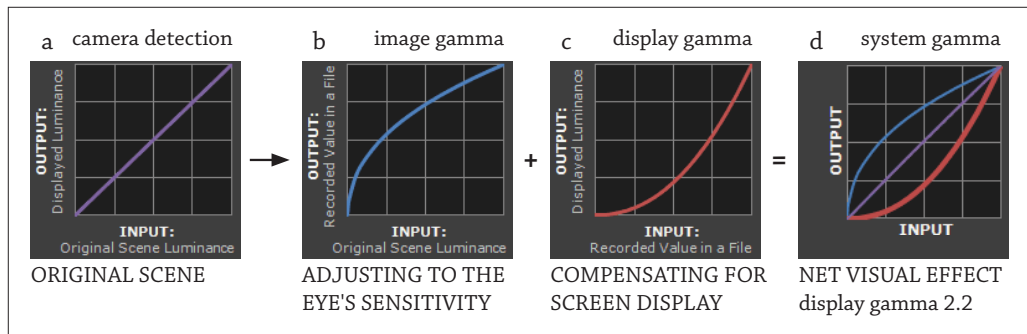 a camera detection
OUTPUT:
Displayed Luminance
INPUT:
Original Scene Luminance
ORIGINAL SCENE
b image gamma
OUTPUT:
Recorded Value in a File
INPUT:
Original Scene Luminance
ADJUSTING TO THE
EYE'S SENSITIVITY
+
c display gamma
OUTPUT:
Displayed Luminance
INPUT:
Recorded Value in a File
COMPENSATING FOR
SCREEN DISPLAY
=
d system gamma
OUTPUT
INPUT
NET VISUAL EFFECT
display gamma 2.2